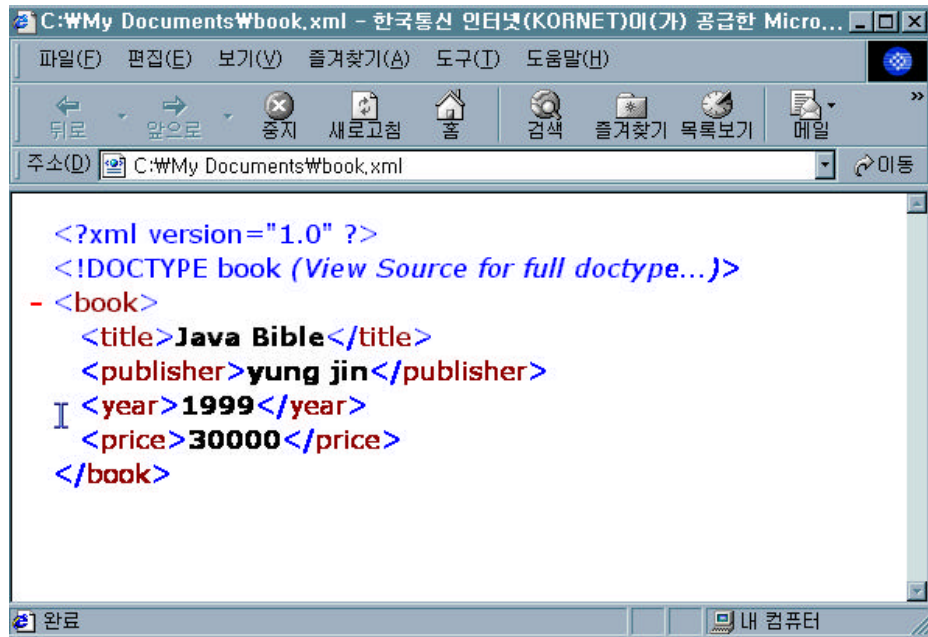 C:₩My Documents₩book.xml - 한국통신 인터넷(KORNET)이(가) 공급한 Micro...
파일(F) 편집(E) 보기(V) 즐겨찾기(A) 도구(T) 도움말(H)
뒤로 앞으로 중지 새로고침 홈 검색 즐겨찾기 목록보기 메일 »
주소(D) C:₩My Documents₩book.xml 이동
<?xml version="1.0" ?>
<!DOCTYPE book (View Source for full doctype...)>
- <book>
<title>Java Bible</title>
<publisher>yung jin</publisher>
<year>1999</year>
<price>30000</price>
</book>
완료 내 컴퓨터